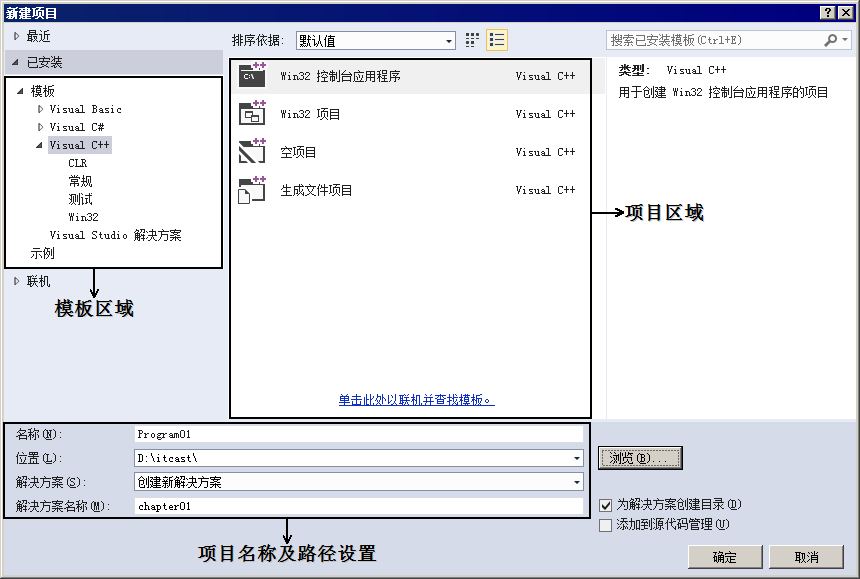 新建项目
最近
排序依据: 默认值
搜索已安装模板(Ctrl+E)
已安装
模板
Visual Basic
Visual C#
Visual C++
CLR
常规
测试
Win32
Visual Studio 解决方案
示例
联机
模板区域
Win32 控制台应用程序 Visual C++
Win32 项目 Visual C++
空项目 Visual C++
生成文件项目 Visual C++
单击此处以联机并查找模板。
类型: Visual C++
用于创建 Win32 控制台应用程序的项目
项目区域
名称(N): Program01
位置(L): D:\itcast\
浏览(B)...
解决方案(S): 创建新解决方案
解决方案名称(M): chapter01
为解决方案创建目录(D)
添加到源代码管理(U)
项目名称及路径设置
确定 取消